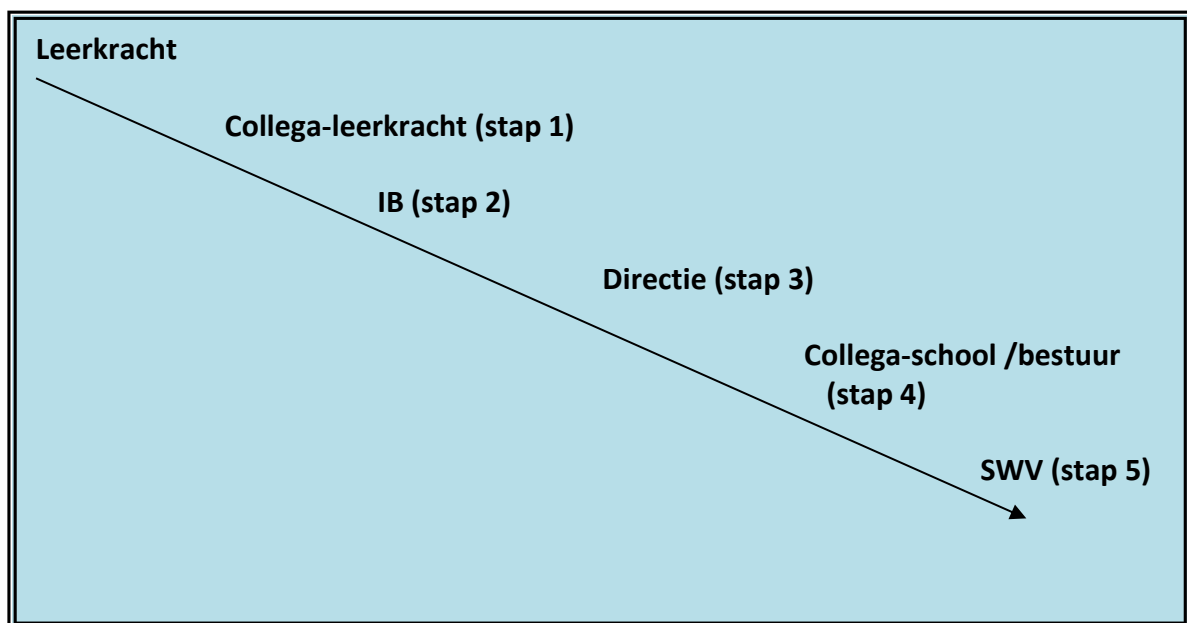 Leerkracht
Collega-leerkracht (stap 1)
IB (stap 2)
Directie (stap 3)
Collega-school /bestuur
(stap 4)
SWV (stap 5)